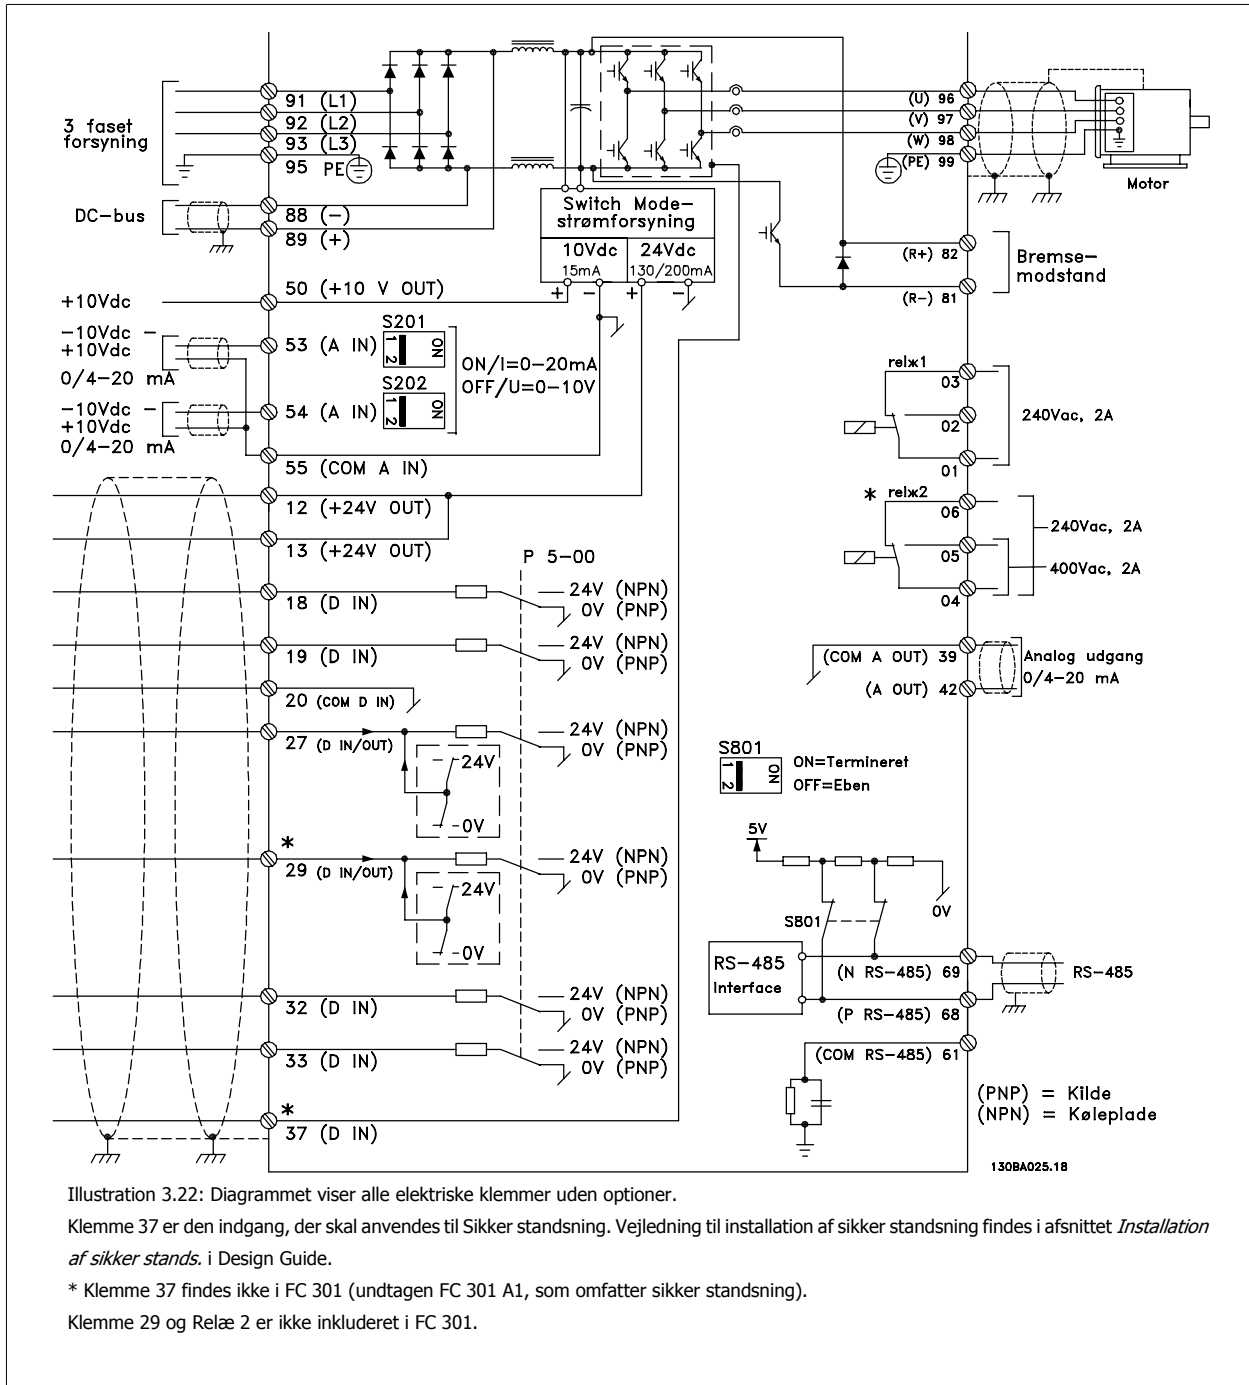 3 faset
forsyning
91 (L1)
92 (L2)
93 (L3)
95 PE
DC-bus
88 (-)
89 (+)
+10Vdc
50 (+10 V OUT)
-10Vdc -
+10Vdc
0/4-20 mA
53 (A IN)
S201
1 2
ON
-10Vdc -
+10Vdc
0/4-20 mA
54 (A IN)
S202
1 2
ON
ON/I=0-20mA
OFF/U=0-10V
55 (COM A IN)
12 (+24V OUT)
13 (+24V OUT)
Switch Mode-
strømforsyning
10Vdc
15mA
24Vdc
130/200mA
+ - + -
P 5-00
18 (D IN)
24V (NPN)
0V (PNP)
19 (D IN)
24V (NPN)
0V (PNP)
20 (COM D IN)
27 (D IN/OUT)
24V (NPN)
0V (PNP)
24V
0V
*
29 (D IN/OUT)
24V (NPN)
0V (PNP)
24V
0V
32 (D IN)
24V (NPN)
0V (PNP)
33 (D IN)
24V (NPN)
0V (PNP)
*
37 (D IN)
(U) 96
(V) 97
(W) 98
(PE) 99
Motor
(R+) 82
(R-) 81
Bremse-
modstand
relж1
03
02
01
240Vac, 2A
* relж2
06
05
04
240Vac, 2A
400Vac, 2A
(COM A OUT) 39
(A OUT) 42
Analog udgang
0/4-20 mA
S801
1 2
ON
ON=Termineret
OFF=Eben
5V
0V
S801
RS-485
Interface
(N RS-485) 69
(P RS-485) 68
RS-485
(COM RS-485) 61
(PNP) = Kilde
(NPN) = Køleplade
130BA025.18
Illustration 3.22: Diagrammet viser alle elektriske klemmer uden optioner.
Klemme 37 er den indgang, der skal anvendes til Sikker standsning. Vejledning til installation af sikker standsning findes i afsnittet Installation
af sikker stands. i Design Guide.
* Klemme 37 findes ikke i FC 301 (undtagen FC 301 A1, som omfatter sikker standsning).
Klemme 29 og Relæ 2 er ikke inkluderet i FC 301.